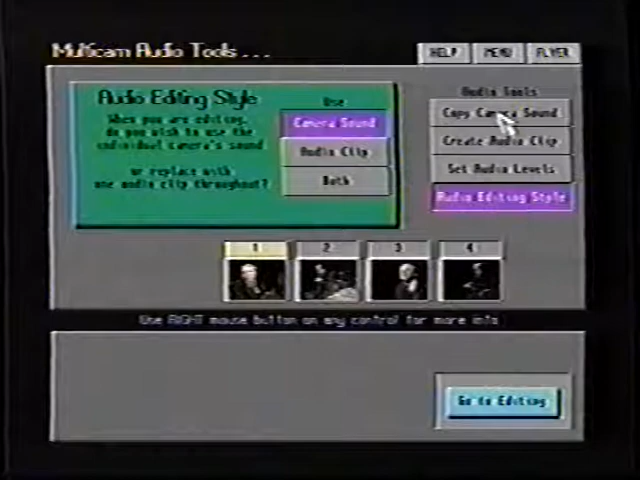 Multicam Audio Tools . . .
HELP MENU FLYER
Audio Editing Style
When you are editing,
do you wish to use the
individual camera's sound
or replace with
one audio clip throughout?
Use
Camera Sound
Audio Clip
Both
Audio Tools
Copy Camera Sound
Create Audio Clip
Set Audio Levels
Audio Editing Style
1 2 3 4
Use RIGHT mouse button on any control for more info
Go to Editing